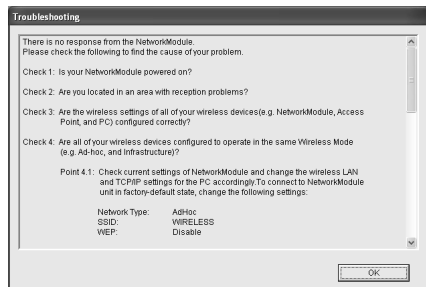 Troubleshooting
There is no response from the NetworkModule.
Please check the following to find the cause of your problem.
Check 1: Is your NetworkModule powered on?
Check 2: Are you located in an area with reception problems?
Check 3: Are the wireless settings of all of your wireless devices(e.g. NetworkModule, Access
Point, and PC) configured correctly?
Check 4: Are all of your wireless devices configured to operate in the same Wireless Mode
(e.g. Ad-hoc, and Infrastructure)?
Point 4.1: Check current settings of NetworkModule and change the wireless LAN
and TCP/IP settings for the PC accordingly.To connect to NetworkModule
unit in factory-default state, change the following settings:
Network Type: AdHoc
SSID: WIRELESS
WEP: Disable
OK